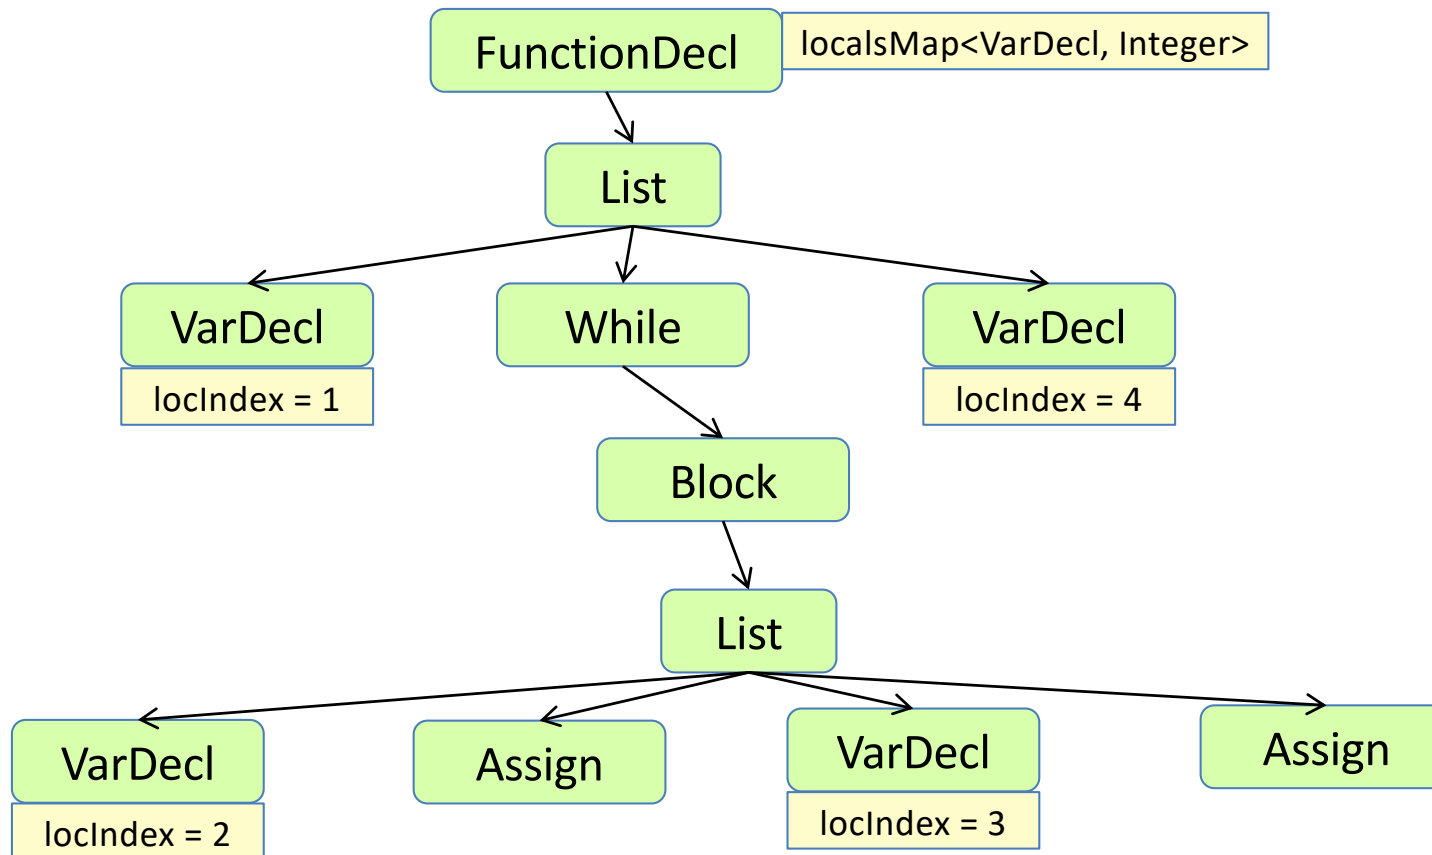 FunctionDecl
localsMap<VarDecl, Integer>
List
VarDecl
While
VarDecl
locIndex = 1
locIndex = 4
Block
List
VarDecl
Assign
VarDecl
Assign
locIndex = 2
locIndex = 3